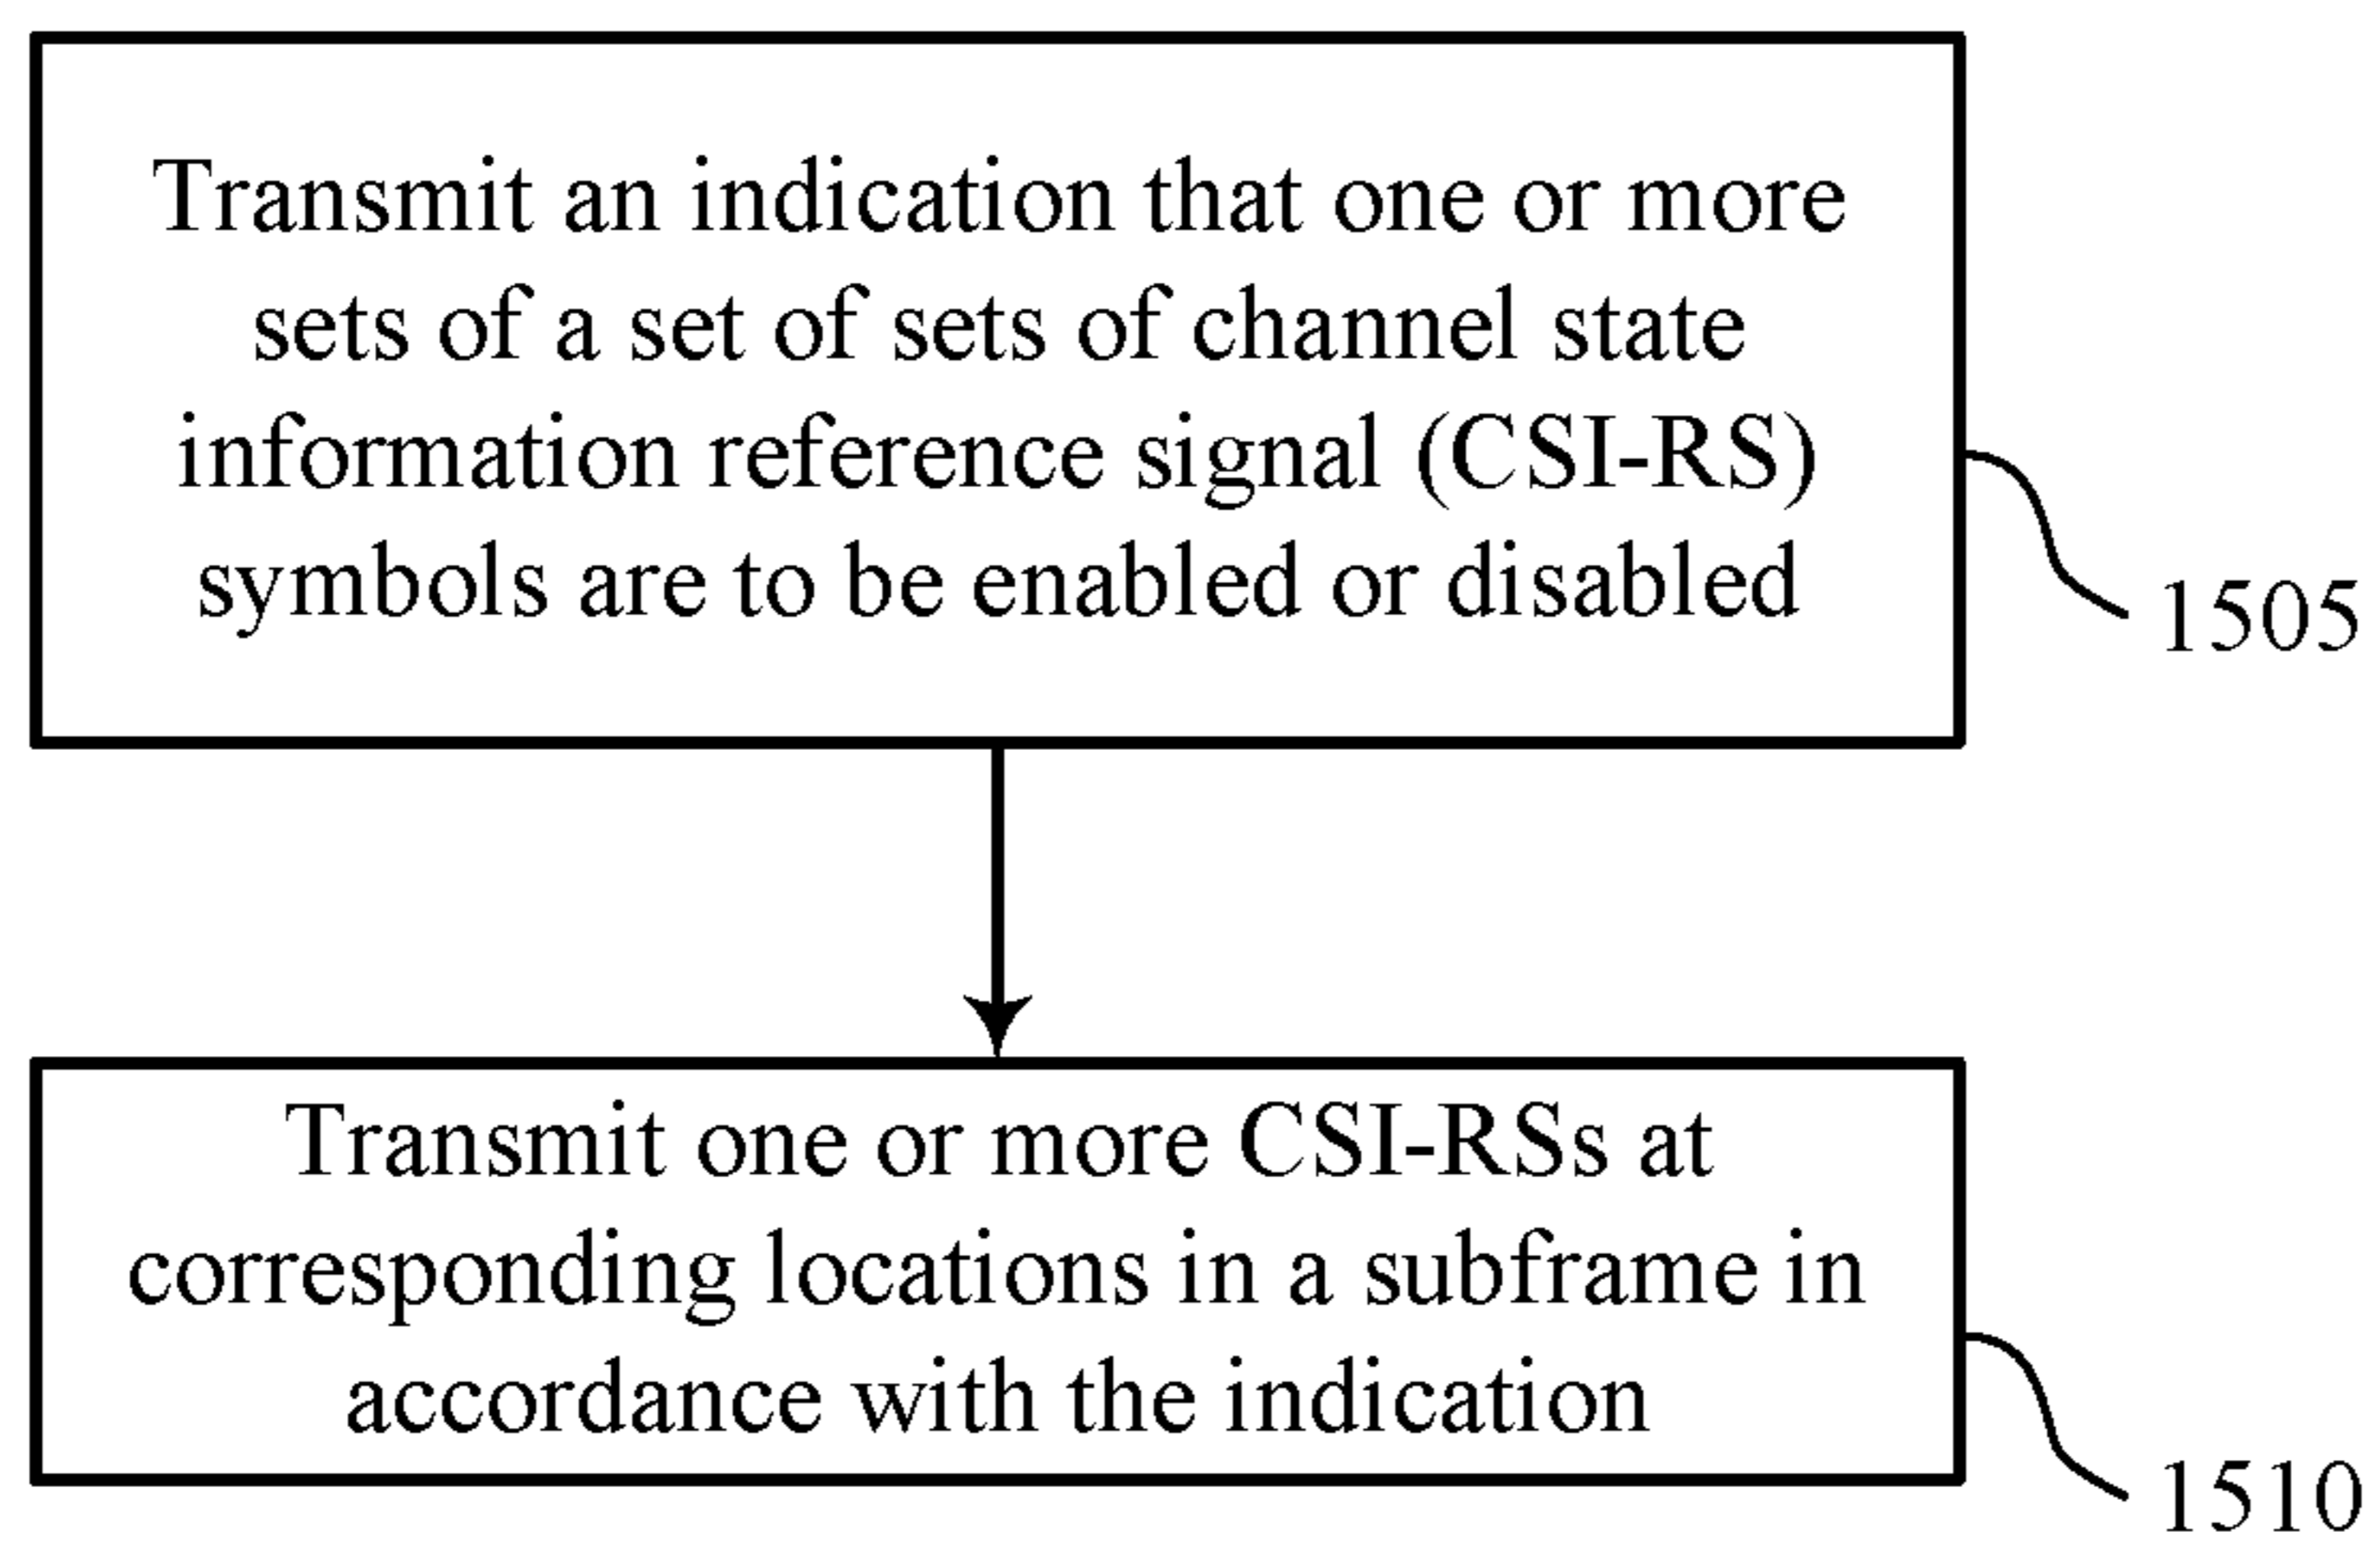 Transmit an indication that one or more
sets of a set of sets of channel state
information reference signal (CSI-RS)
symbols are to be enabled or disabled
1505
Transmit one or more CSI-RSs at
corresponding locations in a subframe in
accordance with the indication
1510